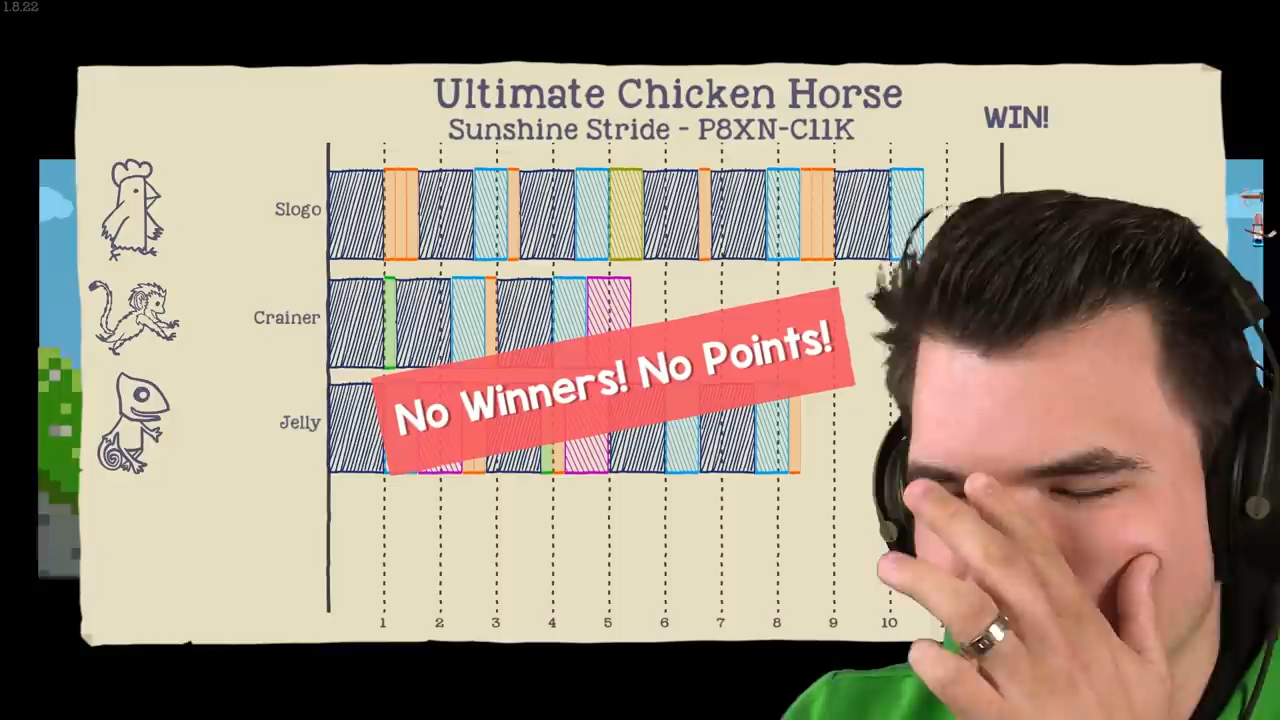 1.8.22
Ultimate Chicken Horse
Sunshine Stride - P8XN-C11K
WIN!
Slogo
Crainer
No Winners! No Points!
Jelly
1 2 3 4 5 6 7 8 9 10